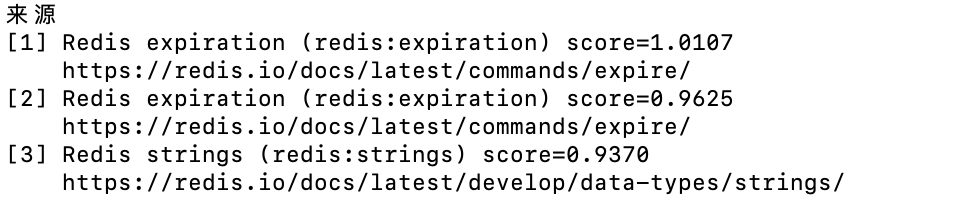 来源
[1] Redis expiration (redis:expiration) score=1.0107
https://redis.io/docs/latest/commands/expire/
[2] Redis expiration (redis:expiration) score=0.9625
https://redis.io/docs/latest/commands/expire/
[3] Redis strings (redis:strings) score=0.9370
https://redis.io/docs/latest/develop/data-types/strings/